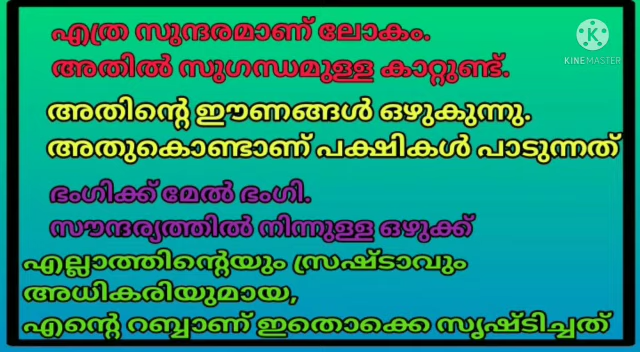 എത്ര സുന്ദരമാണ് ലോകം.
അതിൽ സുഗന്ധമുള്ള കാറ്റുണ്ട്.
അതിന്റെ ഈണങ്ങൾ ഒഴുകുന്നു.
അതുകൊണ്ടാണ് പക്ഷികൾ പാടുന്നത്
ഭംഗിക്ക് മേൽ ഭംഗി.
സൗന്ദര്യത്തിൽ നിന്നുള്ള ഒഴുക്ക്
എല്ലാത്തിന്റെയും സ്രഷ്ടാവും
അധികരിയുമായ,
എന്റെ റബ്ബാണ് ഇതൊക്കെ സൃഷ്ടിച്ചത്
KINEMASTER